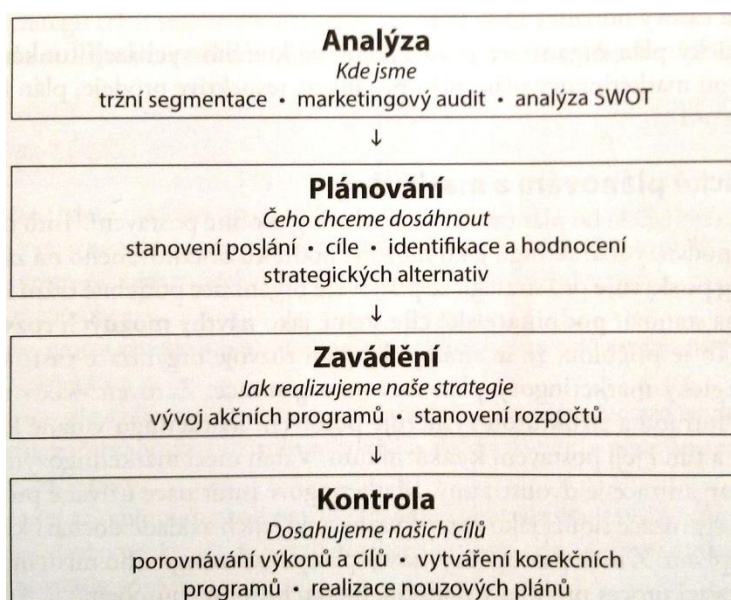 Analýza
Kde jsme
tržní segmentace • marketingový audit • analýza SWOT
↓
Plánování
Čeho chceme dosáhnout
stanovení poslání • cíle • identifikace a hodnocení
strategických alternativ
↓
Zavádění
Jak realizujeme naše strategie
vývoj akčních programů • stanovení rozpočtů
↓
Kontrola
Dosahujeme našich cílů
porovnávání výkonů a cílů • vytváření korekčních
programů • realizace nouzových plánů